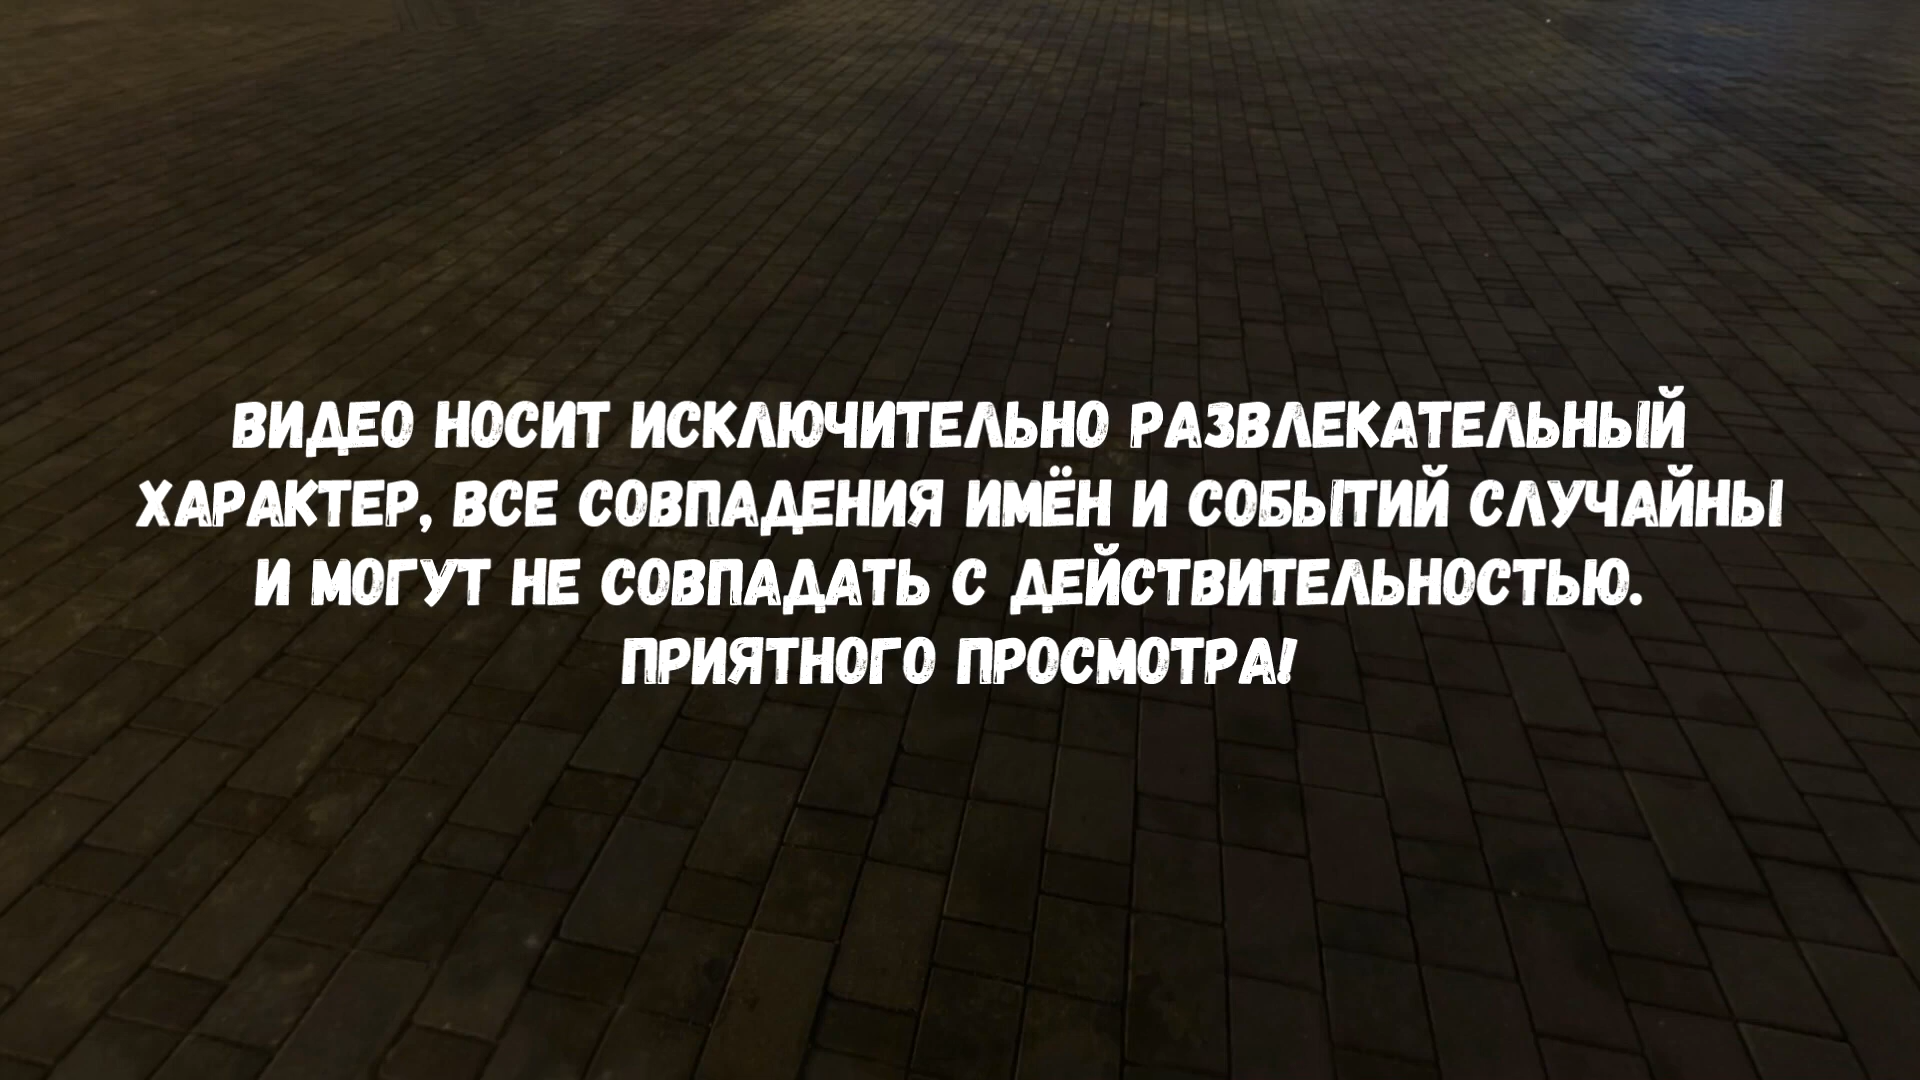 ВИДЕО НОСИТ ИСКЛЮЧИТЕЛЬНО РАЗВЛЕКАТЕЛЬНЫЙ
ХАРАКТЕР, ВСЕ СОВПАДЕНИЯ ИМЁН И СОБЫТИЙ СЛУЧАЙНЫ
И МОГУТ НЕ СОВПАДАТЬ С ДЕЙСТВИТЕЛЬНОСТЬЮ.
ПРИЯТНОГО ПРОСМОТРА!